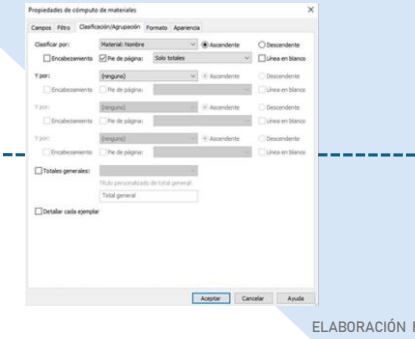 Propiedades de cómputo de materiales
Campos Filtro Clasificación/Agrupación Formato Apariencia
Clasificar por: Material: Nombre Ascendente Descendente
Encabezamiento Pie de página: Solo totales Línea en blanco
Y por: (ninguno) Ascendente Descendente
Encabezamiento Pie de página: Línea en blanco
Y por: (ninguno) Ascendente Descendente
Encabezamiento Pie de página: Línea en blanco
Y por: (ninguno) Ascendente Descendente
Encabezamiento Pie de página: Línea en blanco
Totales generales:
Título personalizado de total general:
Total general
Detallar cada ejemplar
Aceptar Cancelar Ayuda
ELABORACIÓN